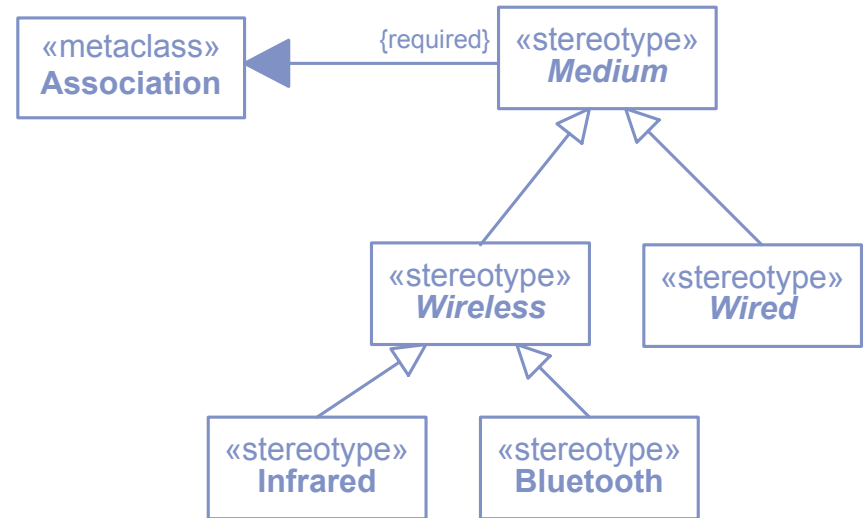 «metaclass»
Association
{required}
«stereotype»
Medium
«stereotype»
Wireless
«stereotype»
Wired
«stereotype»
Infrared
«stereotype»
Bluetooth